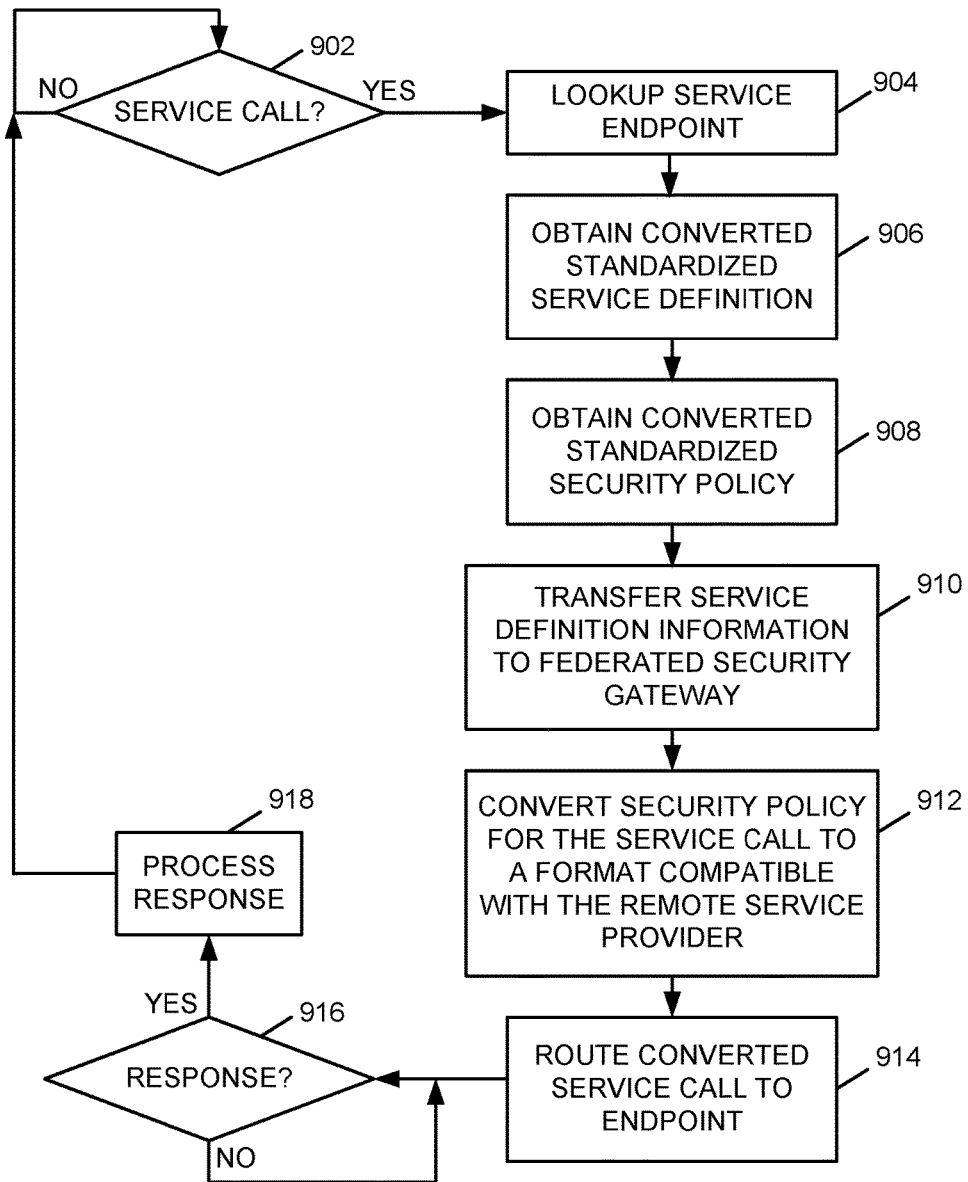 902
NO
YES
SERVICE CALL?
LOOKUP SERVICE
ENDPOINT
904
OBTAIN CONVERTED
STANDARDIZED
SERVICE DEFINITION
906
OBTAIN CONVERTED
STANDARDIZED
SECURITY POLICY
908
TRANSFER SERVICE
DEFINITION INFORMATION
TO FEDERATED SECURITY
GATEWAY
910
CONVERT SECURITY POLICY
FOR THE SERVICE CALL TO
A FORMAT COMPATIBLE
WITH THE REMOTE SERVICE
PROVIDER
912
ROUTE CONVERTED
SERVICE CALL TO
ENDPOINT
914
RESPONSE?
916
YES
NO
PROCESS
RESPONSE
918